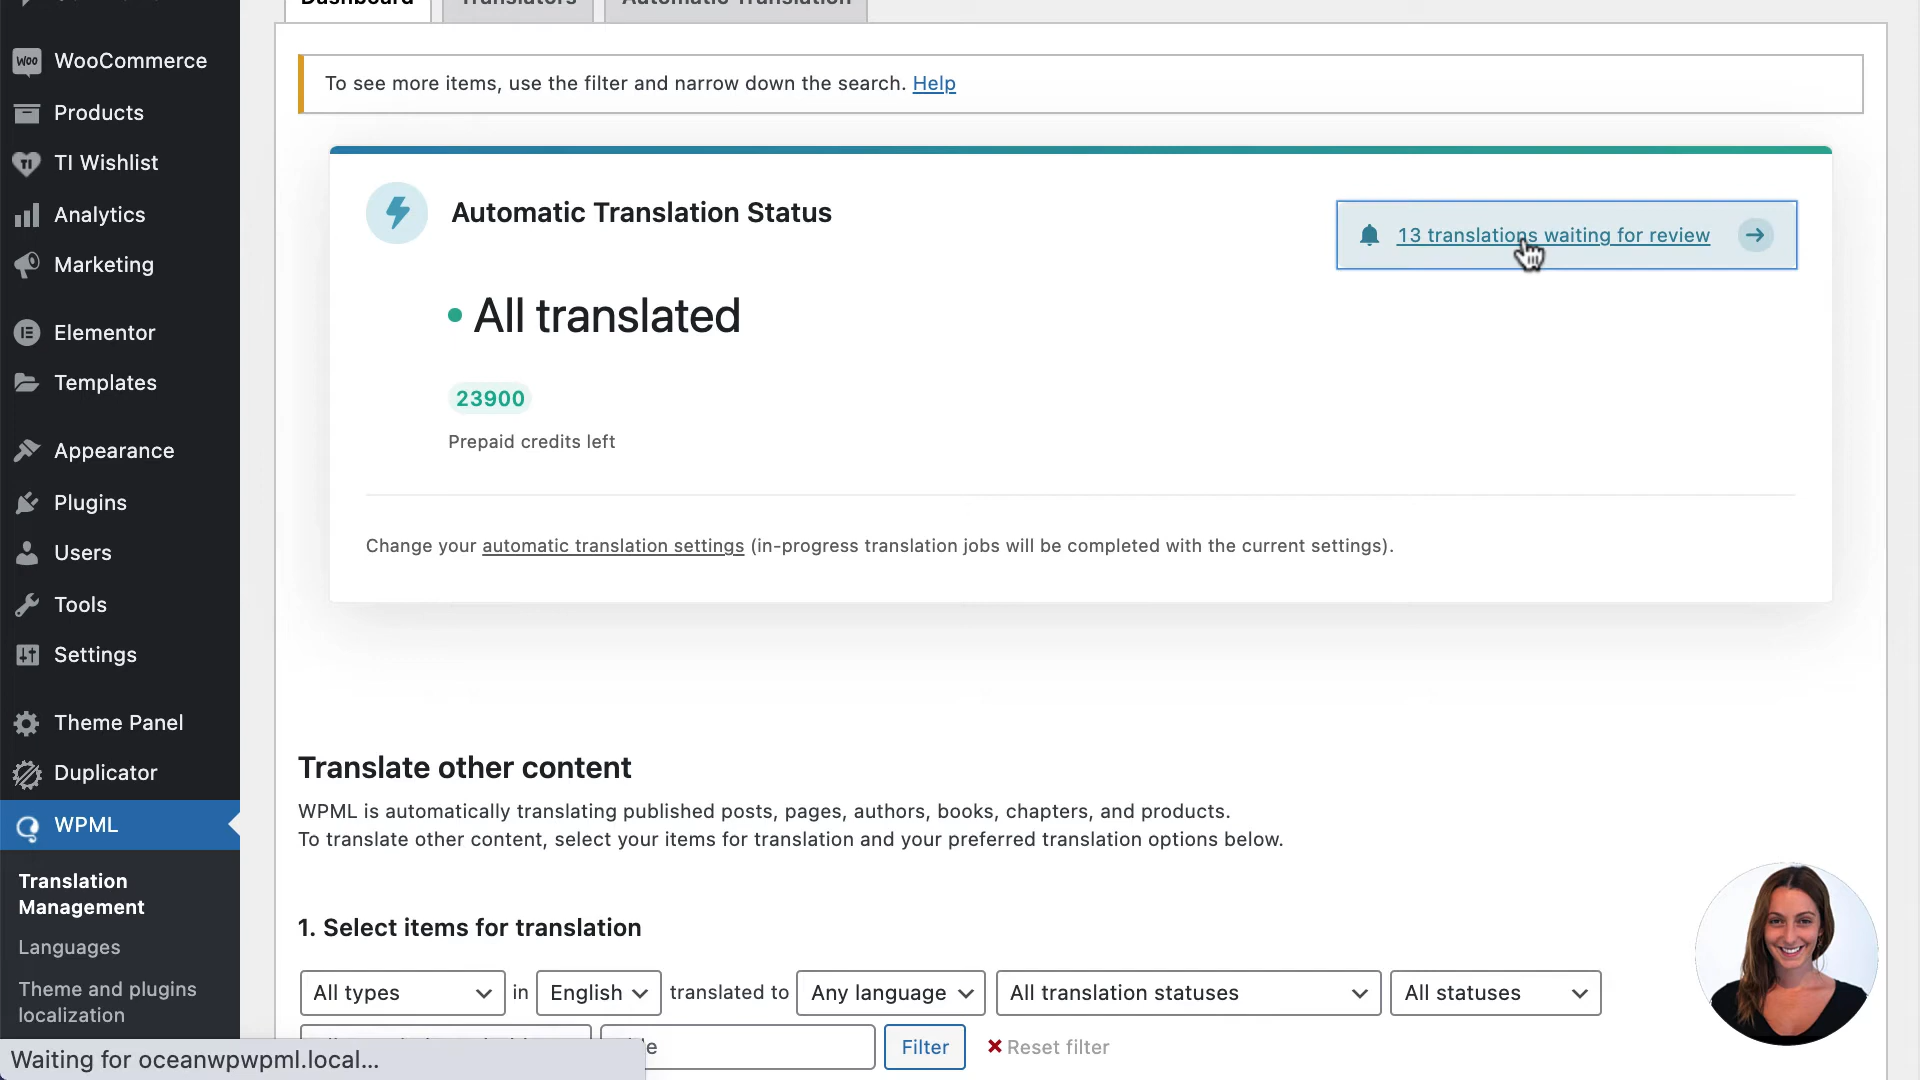 Dashboard
Translators
Automatic Translation
WOO
WooCommerce
Products
TI
TI Wishlist
Analytics
Marketing
Elementor
Templates
Appearance
Plugins
Users
Tools
Settings
Theme Panel
Duplicator
WPML
Translation
Management
Languages
Theme and plugins
localization
Waiting for oceanwpwpml.local...
To see more items, use the filter and narrow down the search. Help
Automatic Translation Status
13 translations waiting for review
• All translated
23900
Prepaid credits left
Change your automatic translation settings (in-progress translation jobs will be completed with the current settings).
Translate other content
WPML is automatically translating published posts, pages, authors, books, chapters, and products.
To translate other content, select your items for translation and your preferred translation options below.
1. Select items for translation
All types in English translated to Any language All translation statuses All statuses
Filter Reset filter